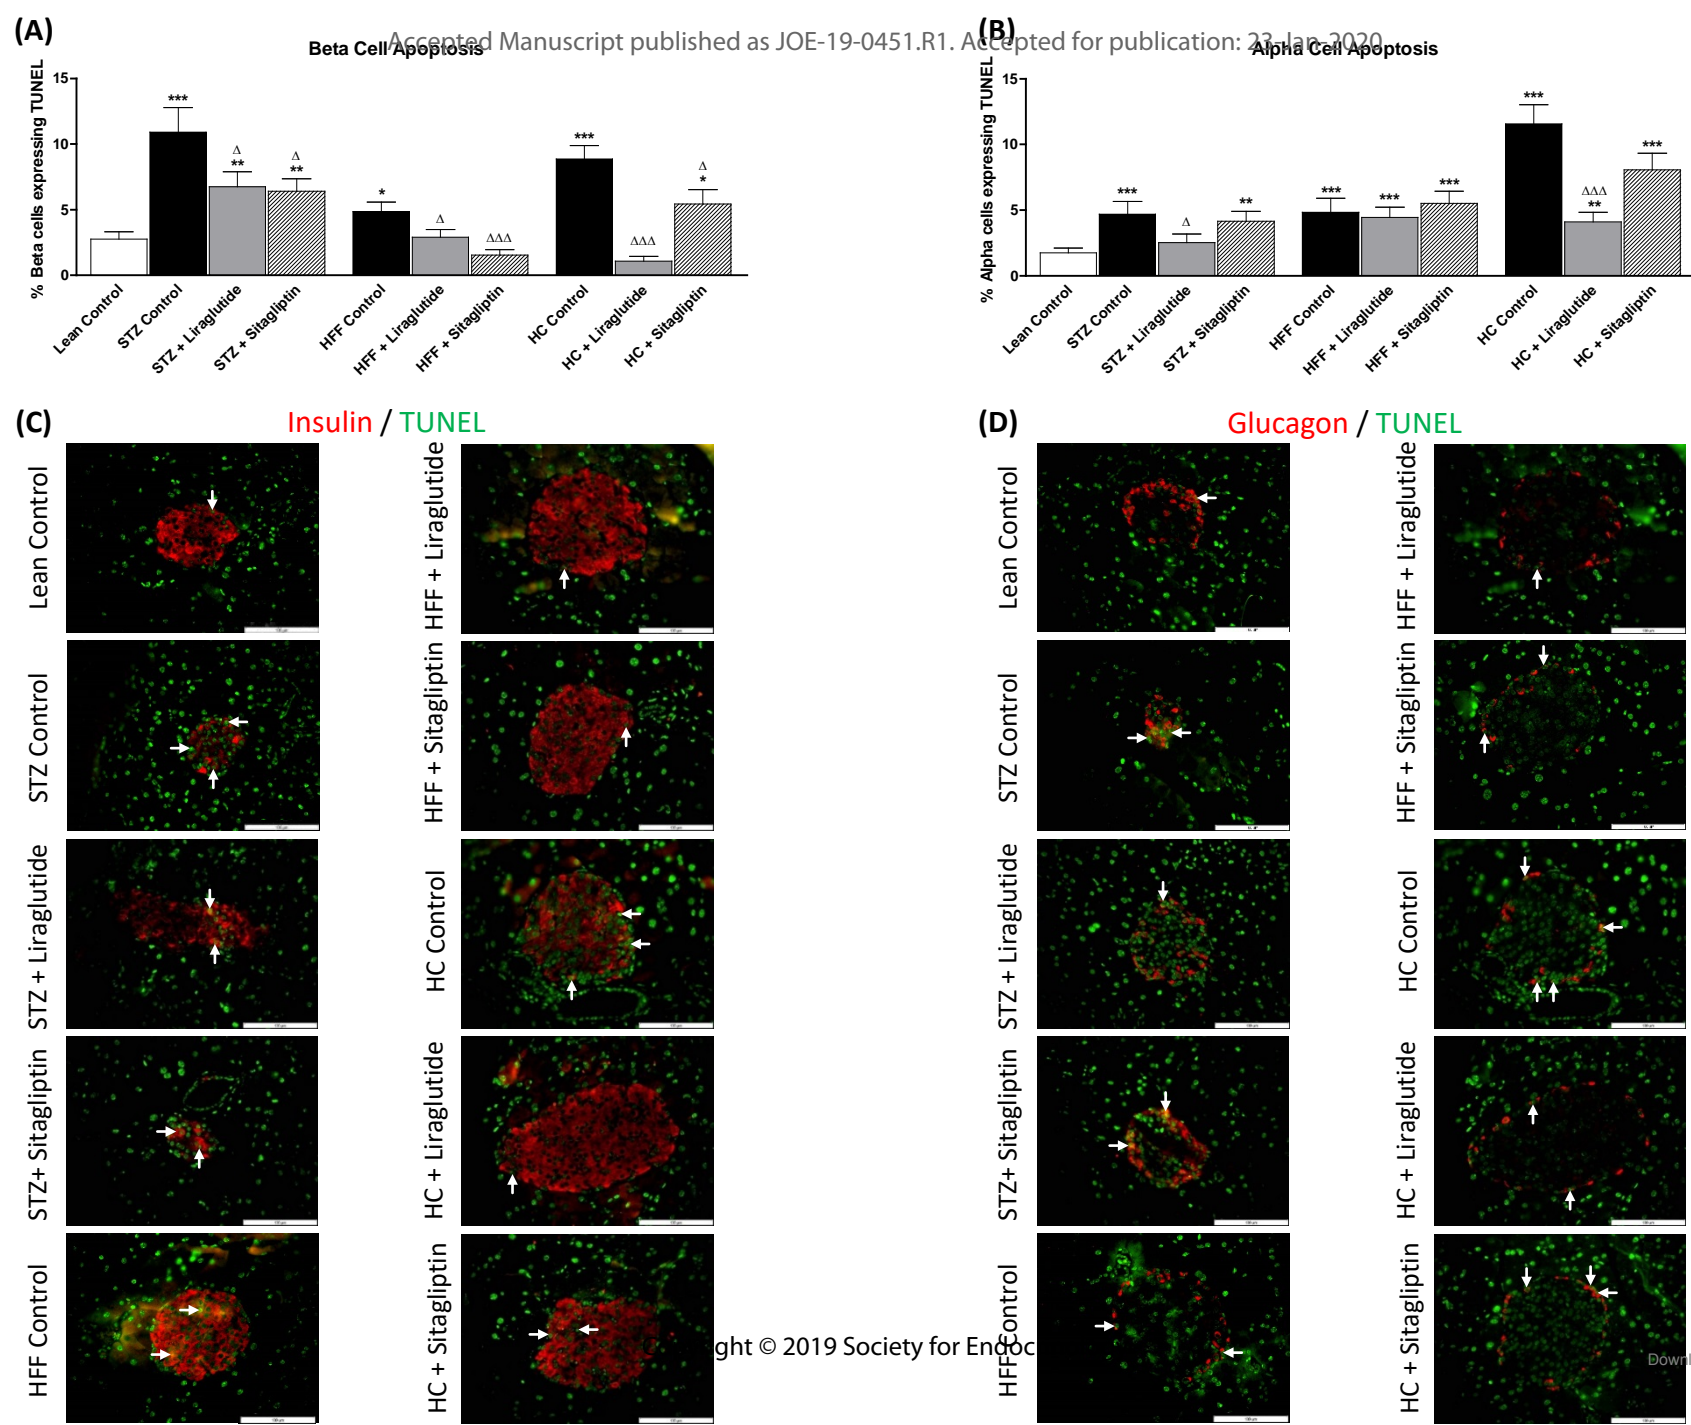 (A)
(B)
Accepted Manuscript published as JOE-19-0451.R1. Accepted for publication: 23-Jan-2020
Beta Cell Apoptosis
Alpha Cell Apoptosis
% Beta cells expressing TUNEL
15
10
5
0
***
Δ
**
Δ
**
*
Δ
ΔΔΔ
***
ΔΔΔ
Δ
*
Lean Control
STZ Control
STZ + Liraglutide
STZ + Sitagliptin
HFF Control
HFF + Liraglutide
HFF + Sitagliptin
HC Control
HC + Liraglutide
HC + Sitagliptin
% Alpha cells expressing TUNEL
15
10
5
0
***
Δ
**
***
***
***
***
ΔΔΔ
**
***
Lean Control
STZ Control
STZ + Liraglutide
STZ + Sitagliptin
HFF Control
HFF + Liraglutide
HFF + Sitagliptin
HC Control
HC + Liraglutide
HC + Sitagliptin
(C)
Insulin / TUNEL
Lean Control
STZ Control
STZ + Liraglutide
STZ+ Sitagliptin
HFF Control
HFF + Liraglutide
HFF + Sitagliptin
HC Control
HC + Liraglutide
HC + Sitagliptin
(D)
Glucagon / TUNEL
Lean Control
STZ Control
STZ + Liraglutide
STZ+ Sitagliptin
HFF Control
HFF + Liraglutide
HFF + Sitagliptin
HC Control
HC + Liraglutide
HC + Sitagliptin
ght © 2019 Society for Endoc
Downl